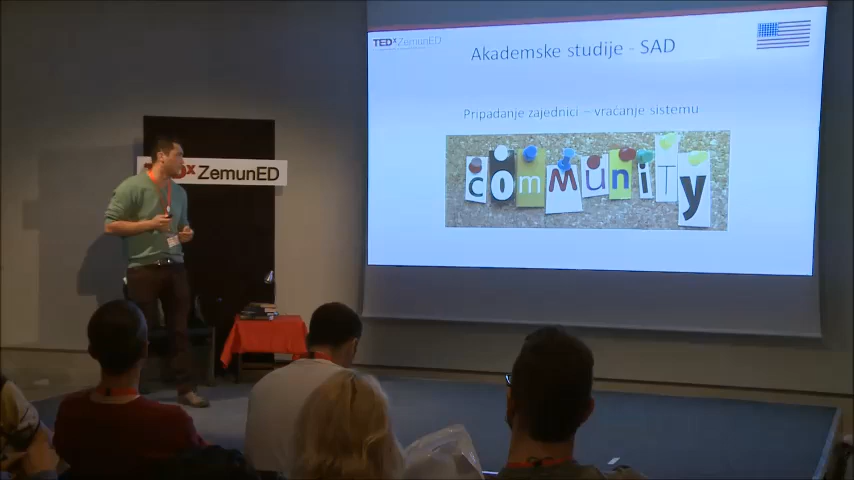 TEDxZemunED
Akademske studije - SAD
Pripadanje zajednici – vraćanje sistemu
comMuniTy
x ZemunED